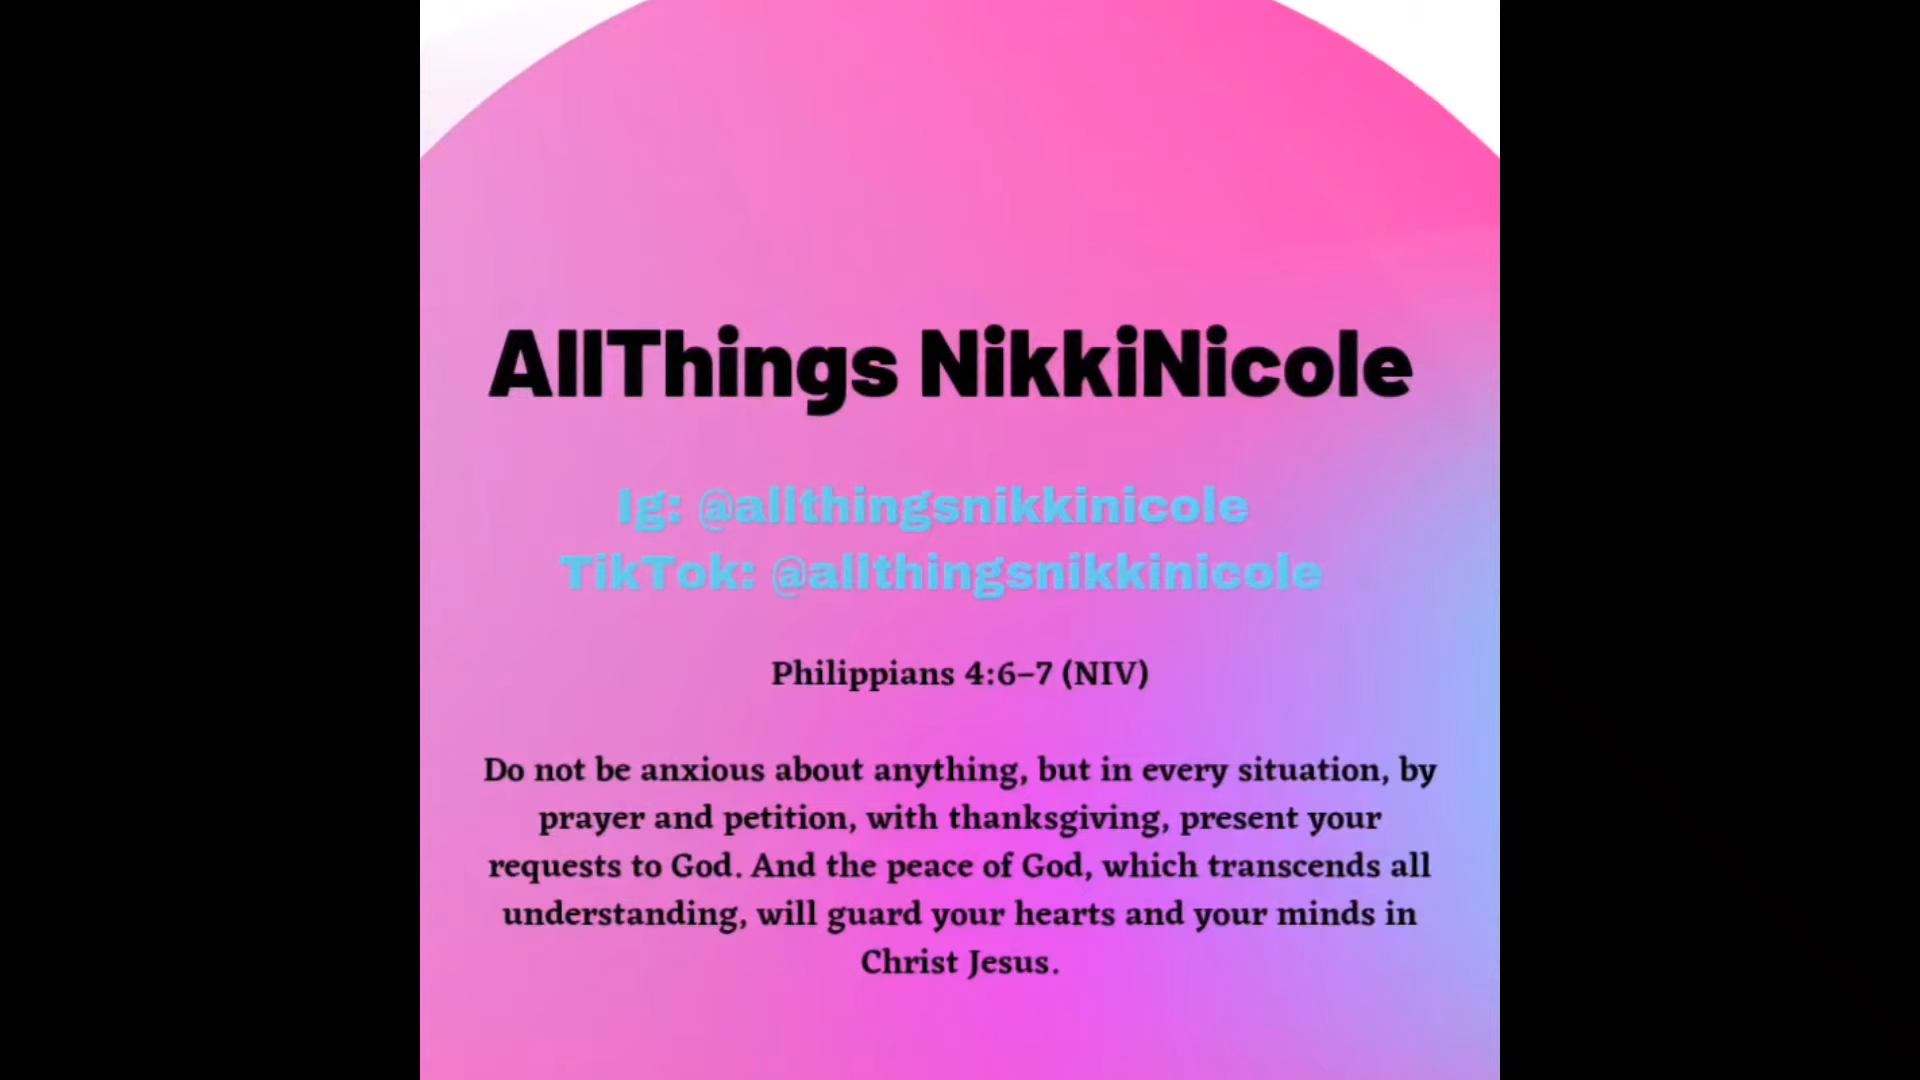 AllThings NikkiNicole
Ig: @allthingsnikkinicole
TikTok: @allthingsnikkinicole
Philippians 4:6–7 (NIV)
Do not be anxious about anything, but in every situation, by
prayer and petition, with thanksgiving, present your
requests to God. And the peace of God, which transcends all
understanding, will guard your hearts and your minds in
Christ Jesus.